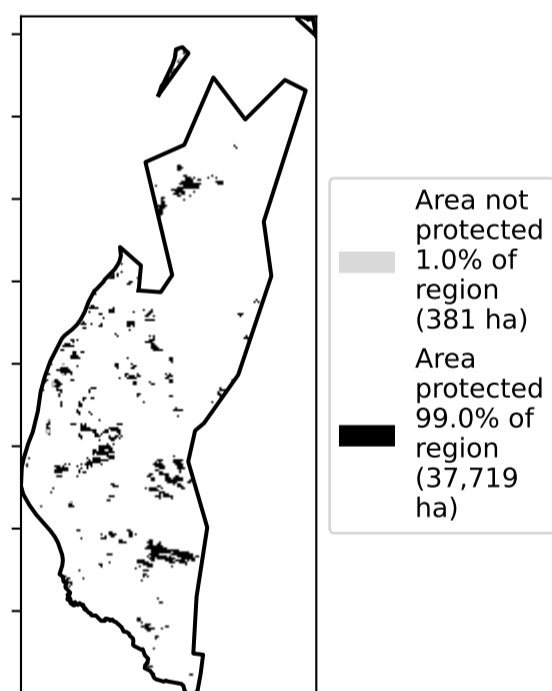 Area not
protected
1.0% of
region
(381 ha)
Area
protected
99.0% of
region
(37,719
ha)